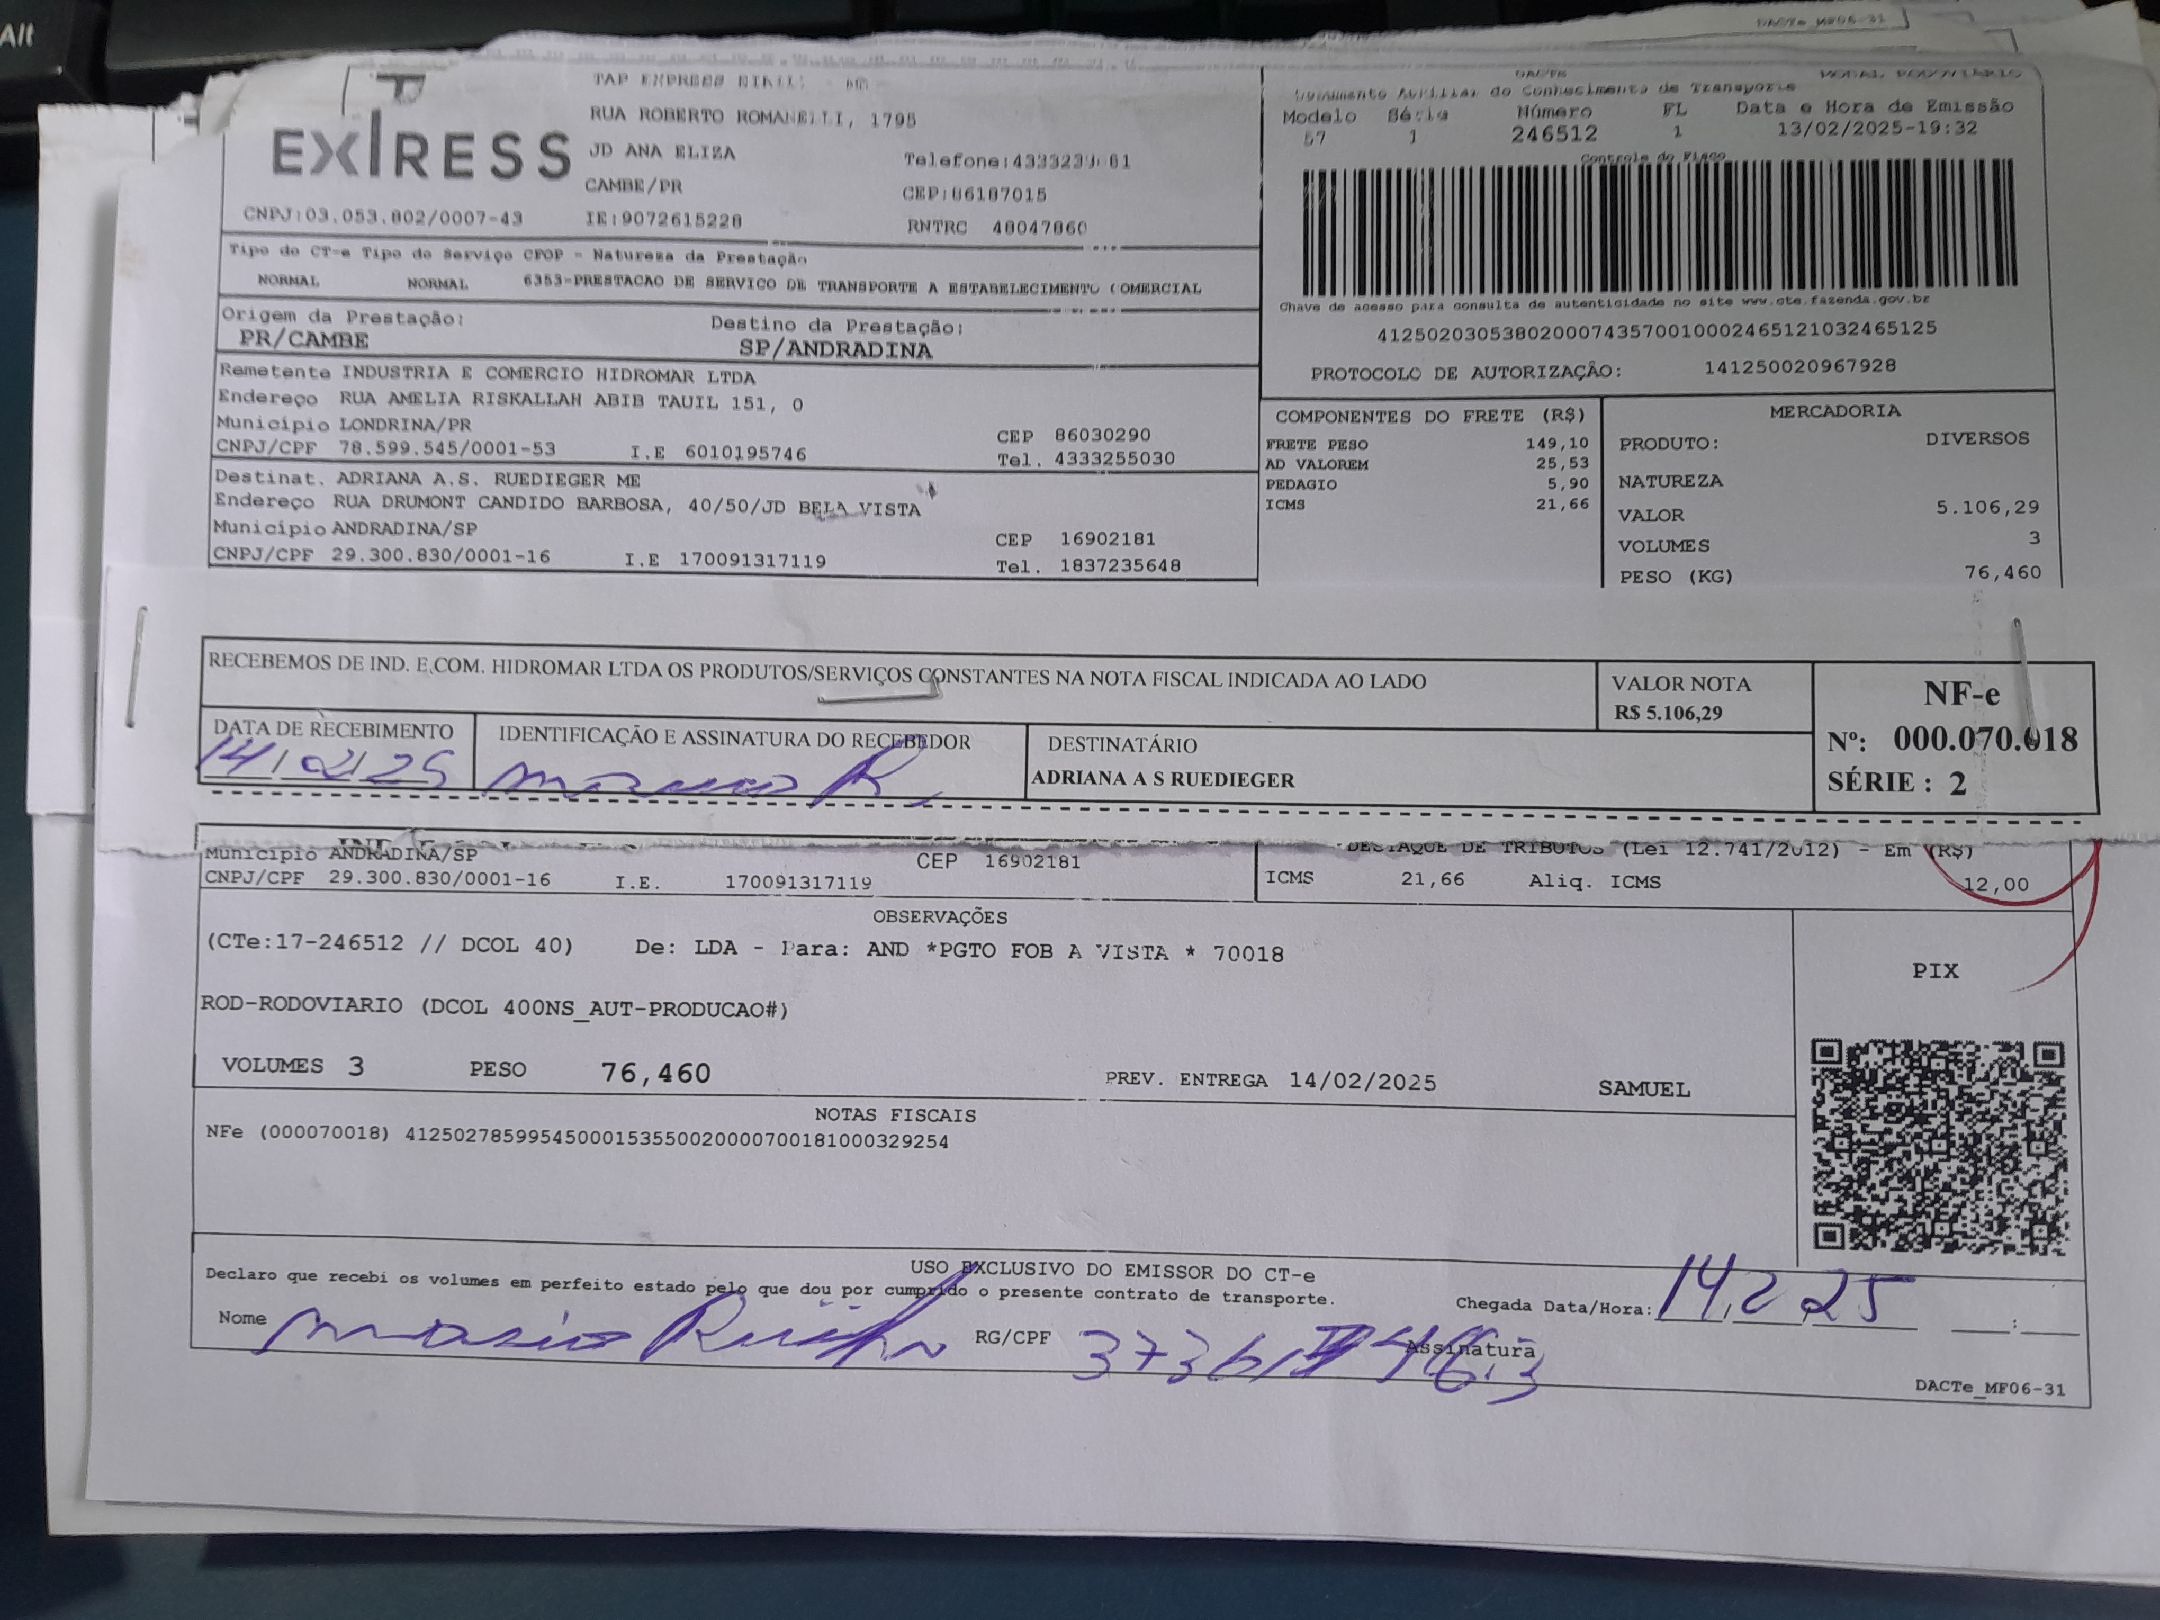 Alt
DACTe_MF06-31
EXPRESS
TAP EXPRESS
RUA ROBERTO ROMANELLI, 1795
JD ANA ELIZA
CAMBE/PR
CEP:86187015
CNPJ:03.053.802/0007-43
IE:9072615228
RNTRC 48047860
DACTE
MODAL RODOVIÁRIO
Documento Auxiliar do Conhecimento de Transporte
Modelo Série Número FL Data e Hora de Emissão
57 1 246512 1 13/02/2025-19:32
Controle do Fisco
Tipo do CT-e Tipo do Serviço CFOP - Natureza da Prestação
NORMAL NORMAL 6353-PRESTACAO DE SERVICO DE TRANSPORTE A ESTABELECIMENTO COMERCIAL
Chave de acesso para consulta de autenticidade no site www.cte.fazenda.gov.br
41250203053802000743570010002465121032465125
PROTOCOLO DE AUTORIZAÇÃO: 141250020967928
Origem da Prestação: Destino da Prestação:
PR/CAMBE SP/ANDRADINA
Remetente INDUSTRIA E COMERCIO HIDROMAR LTDA
Endereço RUA AMELIA RISKALLAH ABIB TAUIL 151, 0
Município LONDRINA/PR CEP 86030290
CNPJ/CPF 78.599.545/0001-53 I.E 6010195746 Tel. 4333255030
Destinat. ADRIANA A.S. RUEDIEGER ME
Endereço RUA DRUMONT CANDIDO BARBOSA, 40/50/JD BELA VISTA
Município ANDRADINA/SP CEP 16902181
CNPJ/CPF 29.300.830/0001-16 I.E 170091317119 Tel. 1837235648
COMPONENTES DO FRETE (R$)
FRETE PESO 149,10
AD VALOREM 25,53
PEDAGIO 5,90
ICMS 21,66
MERCADORIA
PRODUTO: DIVERSOS
NATUREZA
VALOR 5.106,29
VOLUMES 3
PESO (KG) 76,460
RECEBEMOS DE IND. E COM. HIDROMAR LTDA OS PRODUTOS/SERVIÇOS CONSTANTES NA NOTA FISCAL INDICADA AO LADO
VALOR NOTA
R$ 5.106,29
NF-e
Nº: 000.070.018
SÉRIE : 2
DATA DE RECEBIMENTO
14/2/25
IDENTIFICAÇÃO E ASSINATURA DO RECEBEDOR
DESTINATÁRIO
ADRIANA A S RUEDIEGER
Município ANDRADINA/SP CEP 16902181
CNPJ/CPF 29.300.830/0001-16 I.E. 170091317119
DESTAQUE DE TRIBUTOS (Lei 12.741/2012) - Em (R$)
ICMS 21,66 Aliq. ICMS 12,00
OBSERVAÇÕES
(CTe:17-246512 // DCOL 40) De: LDA - Para: AND *PGTO FOB A VISTA * 70018
PIX
ROD-RODOVIARIO (DCOL 400NS_AUT-PRODUCAO#)
VOLUMES 3 PESO 76,460 PREV. ENTREGA 14/02/2025 SAMUEL
NOTAS FISCAIS
NFe (000070018) 41250278599545000153550020000700181000329254
USO EXCLUSIVO DO EMISSOR DO CT-e
Declaro que recebi os volumes em perfeito estado pelo que dou por cumprido o presente contrato de transporte.
Chegada Data/Hora: 14 2 25 :
Nome RG/CPF Assinatura
DACTe_MF06-31